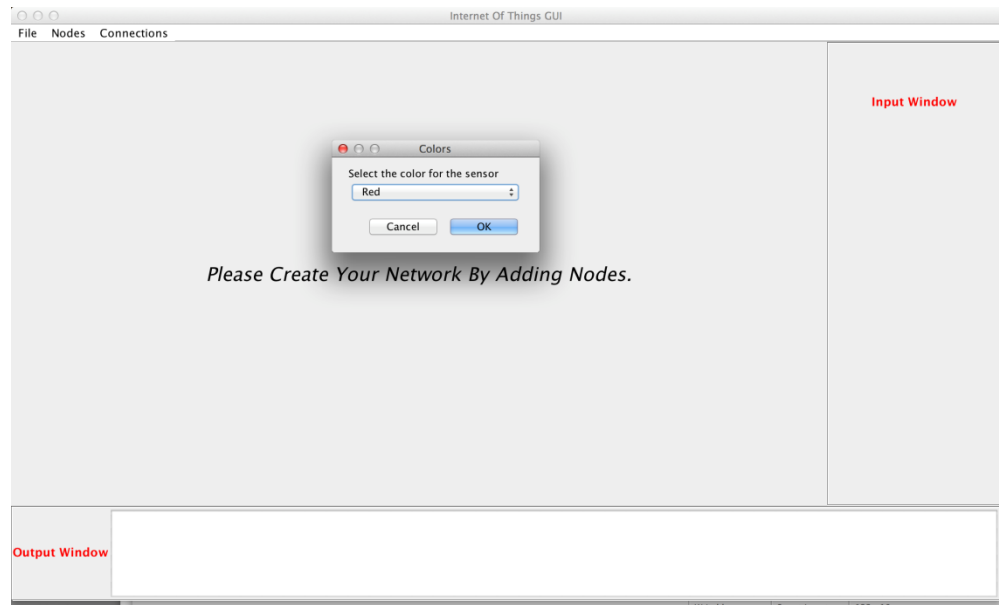 Internet Of Things GUI
File Nodes Connections
Input Window
Colors
Select the color for the sensor
Red
Cancel OK
Please Create Your Network By Adding Nodes.
Output Window